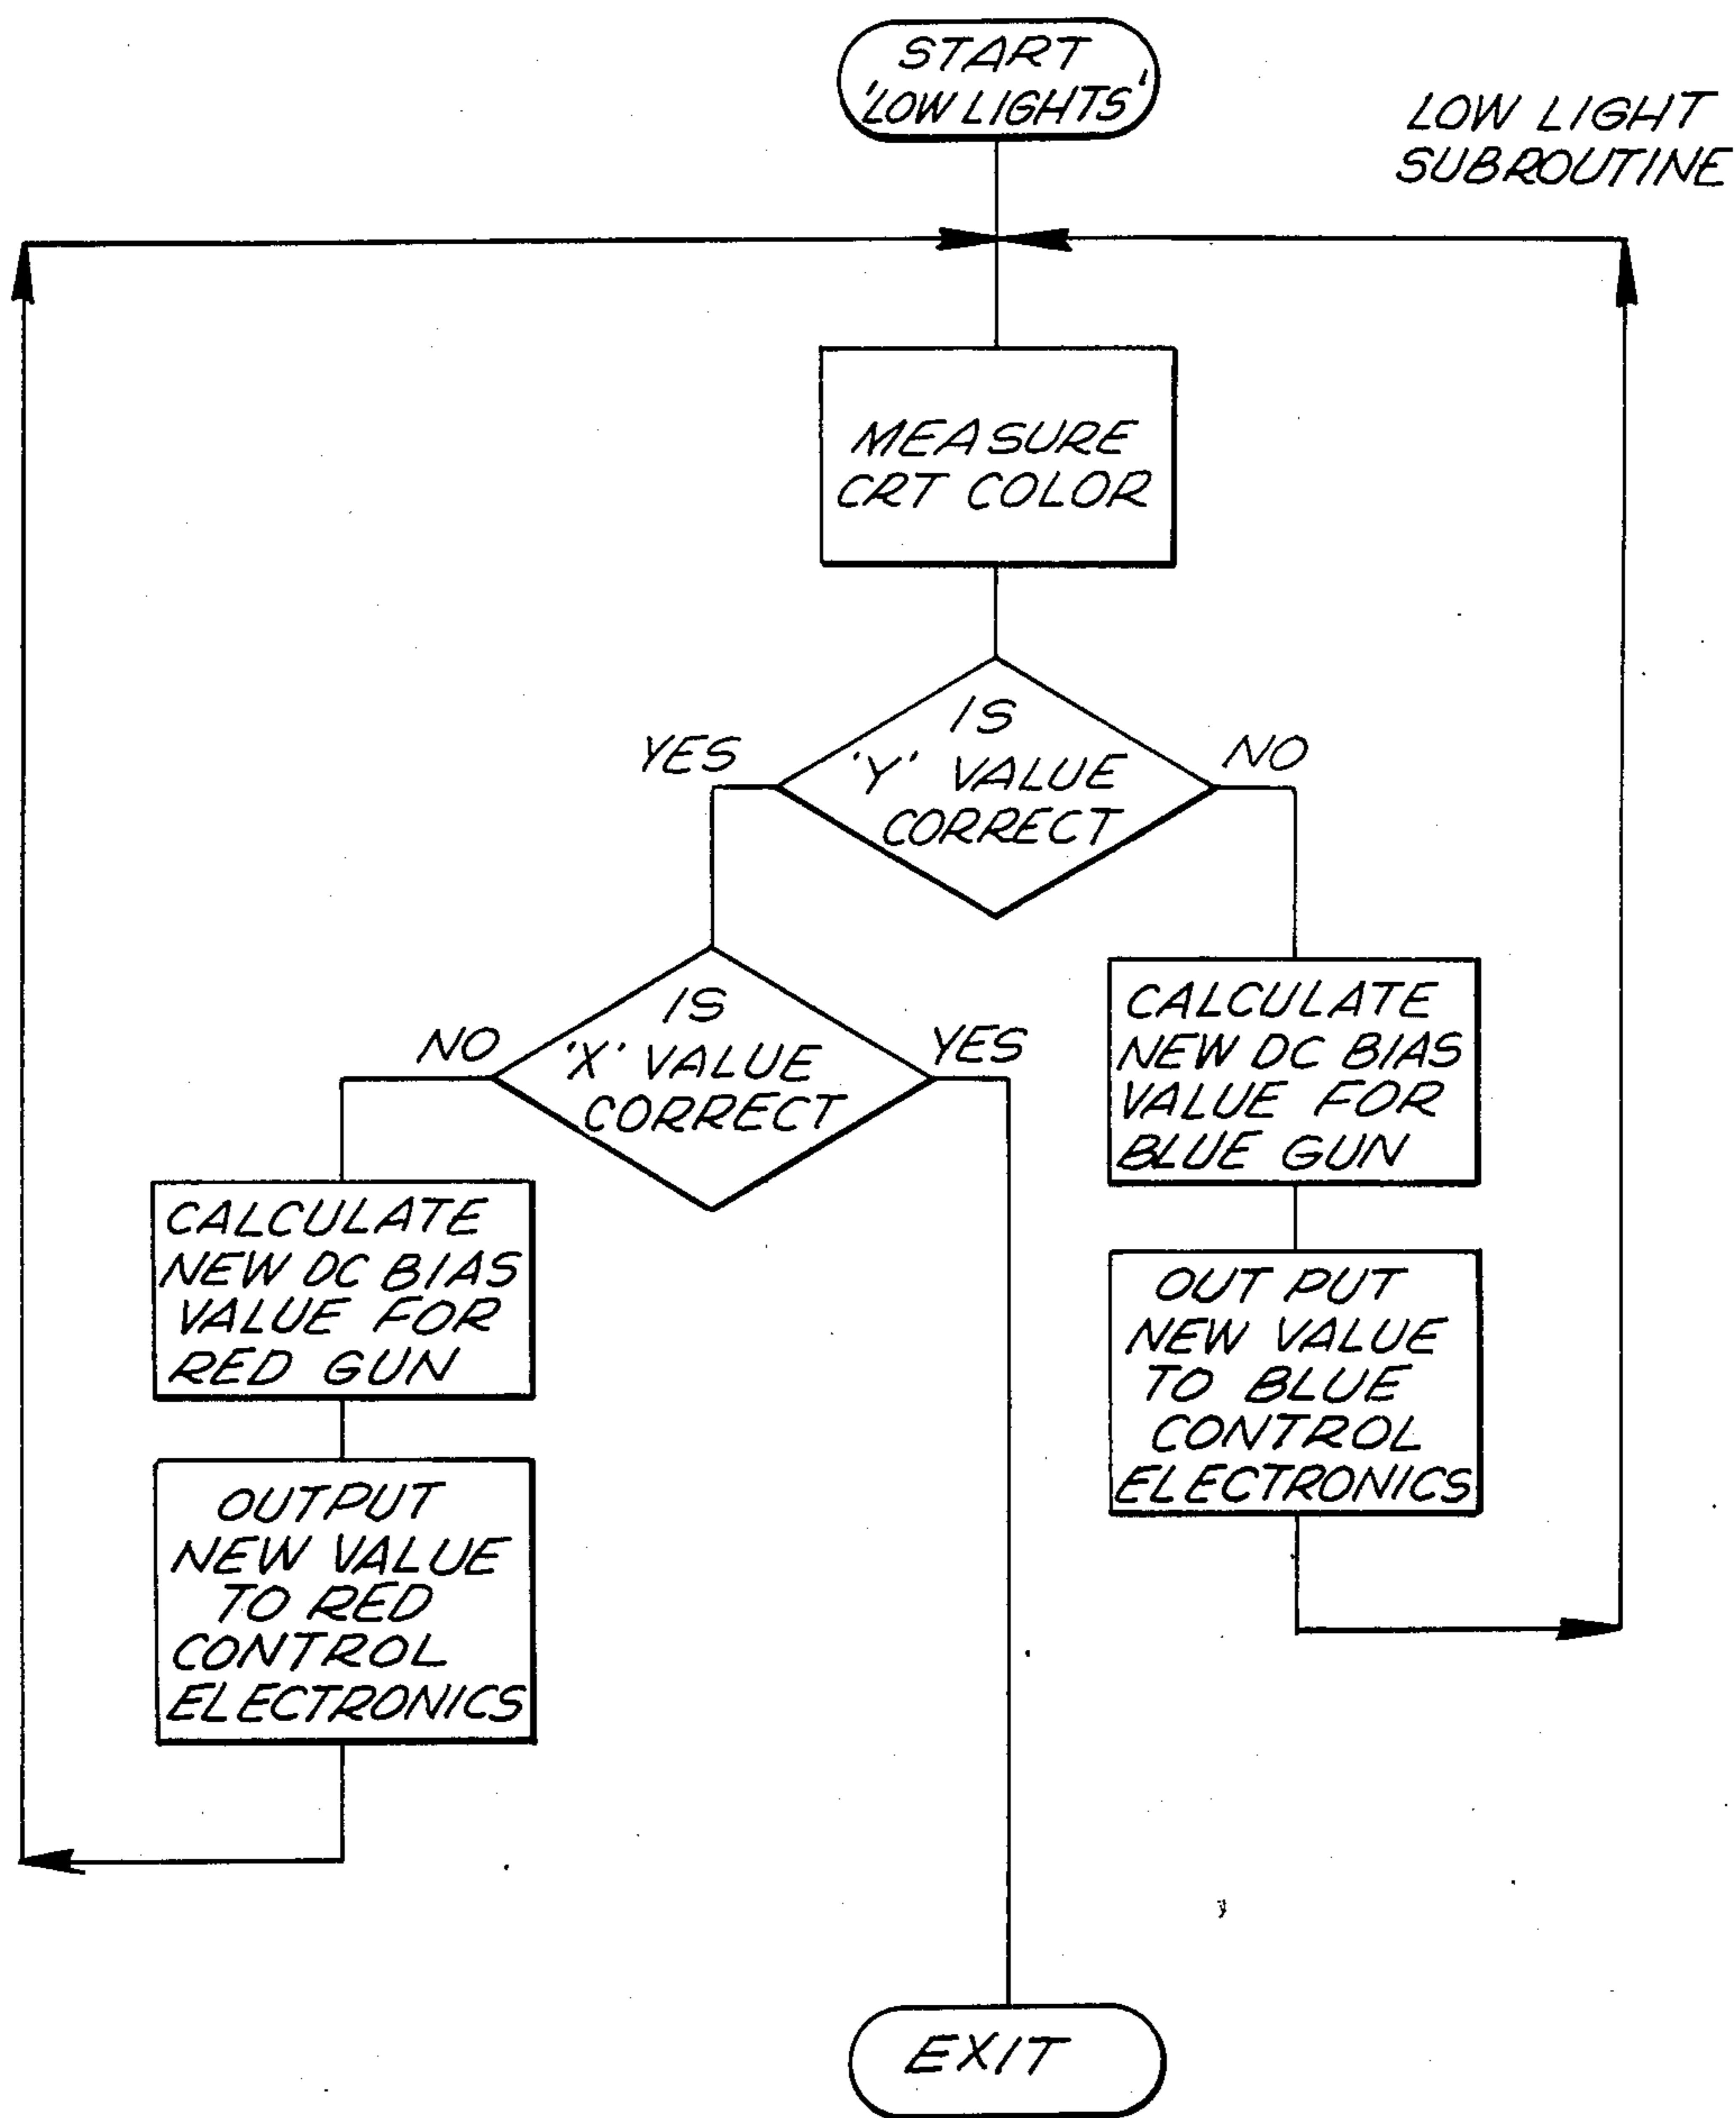 START
'LOW LIGHTS'
LOW LIGHT
SUBROUTINE
MEASURE
CRT COLOR
IS
'Y' VALUE
CORRECT
YES
NO
IS
'X' VALUE
CORRECT
NO
YES
CALCULATE
NEW DC BIAS
VALUE FOR
BLUE GUN
CALCULATE
NEW DC BIAS
VALUE FOR
RED GUN
OUT PUT
NEW VALUE
TO BLUE
CONTROL
ELECTRONICS
OUTPUT
NEW VALUE
TO RED
CONTROL
ELECTRONICS
EXIT